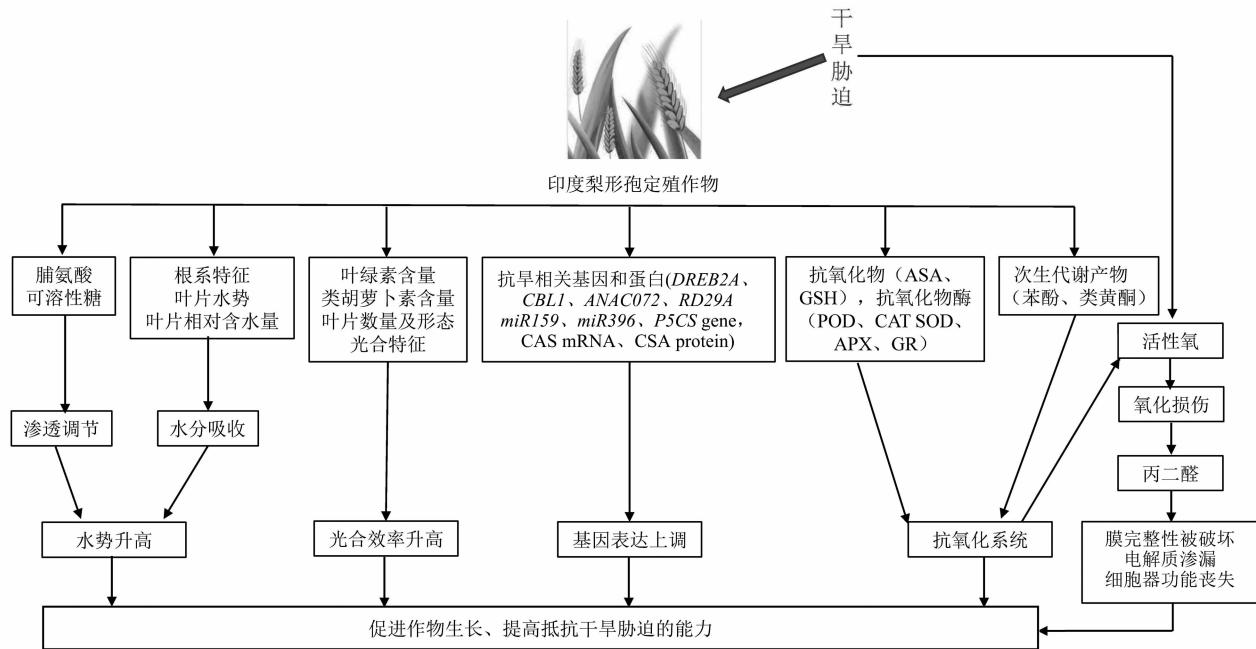 干
旱
胁
迫
印度梨形孢定殖作物
脯氨酸
可溶性糖
根系特征
叶片水势
叶片相对含水量
叶绿素含量
类胡萝卜素含量
叶片数量及形态
光合特征
抗旱相关基因和蛋白(DREB2A、
CBL1、ANAC072、RD29A
miR159、miR396、P5CS gene,
CAS mRNA、CSA protein)
抗氧化物（ASA、
GSH），抗氧化物酶
（POD、CAT SOD、
APX、GR）
次生代谢产物
（苯酚、类黄酮）
活性氧
氧化损伤
渗透调节
水分吸收
丙二醛
水势升高
光合效率升高
基因表达上调
抗氧化系统
膜完整性被破坏
电解质渗漏
细胞器功能丧失
促进作物生长、提高抵抗干旱胁迫的能力